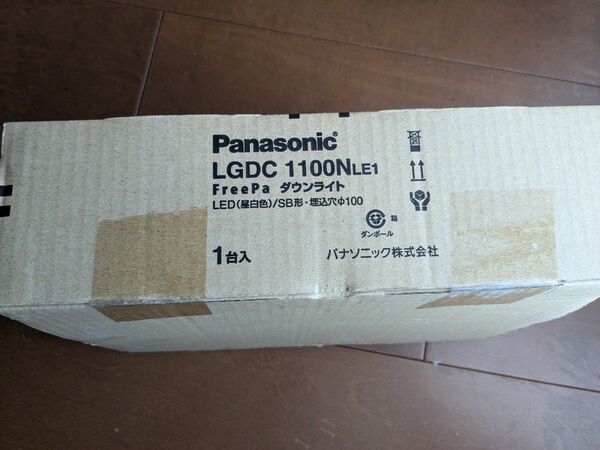 Panasonic®
LGDC 1100NLE1
FreePa ダウンライト
LED(昼白色)/SB形・埋込穴φ100
箱
ダンボール
1台入
パナソニック株式会社